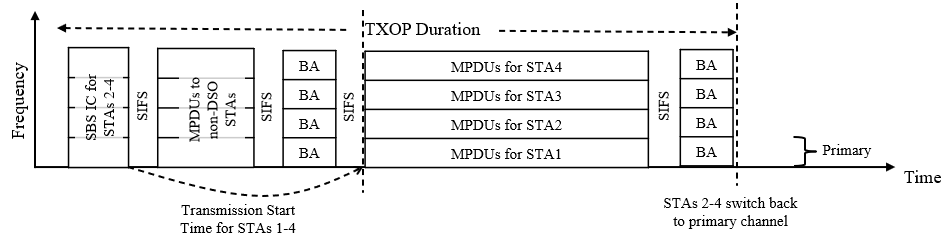 TXOP Duration
Frequency
SBS IC for
STAs 2-4
SIFS
MPDUs to
non-DSO
STAs
SIFS
BA
BA
BA
BA
SIFS
MPDUs for STA4
MPDUs for STA3
MPDUs for STA2
MPDUs for STA1
SIFS
BA
BA
BA
BA
Primary
Time
Transmission Start
Time for STAs 1-4
STAs 2-4 switch back
to primary channel